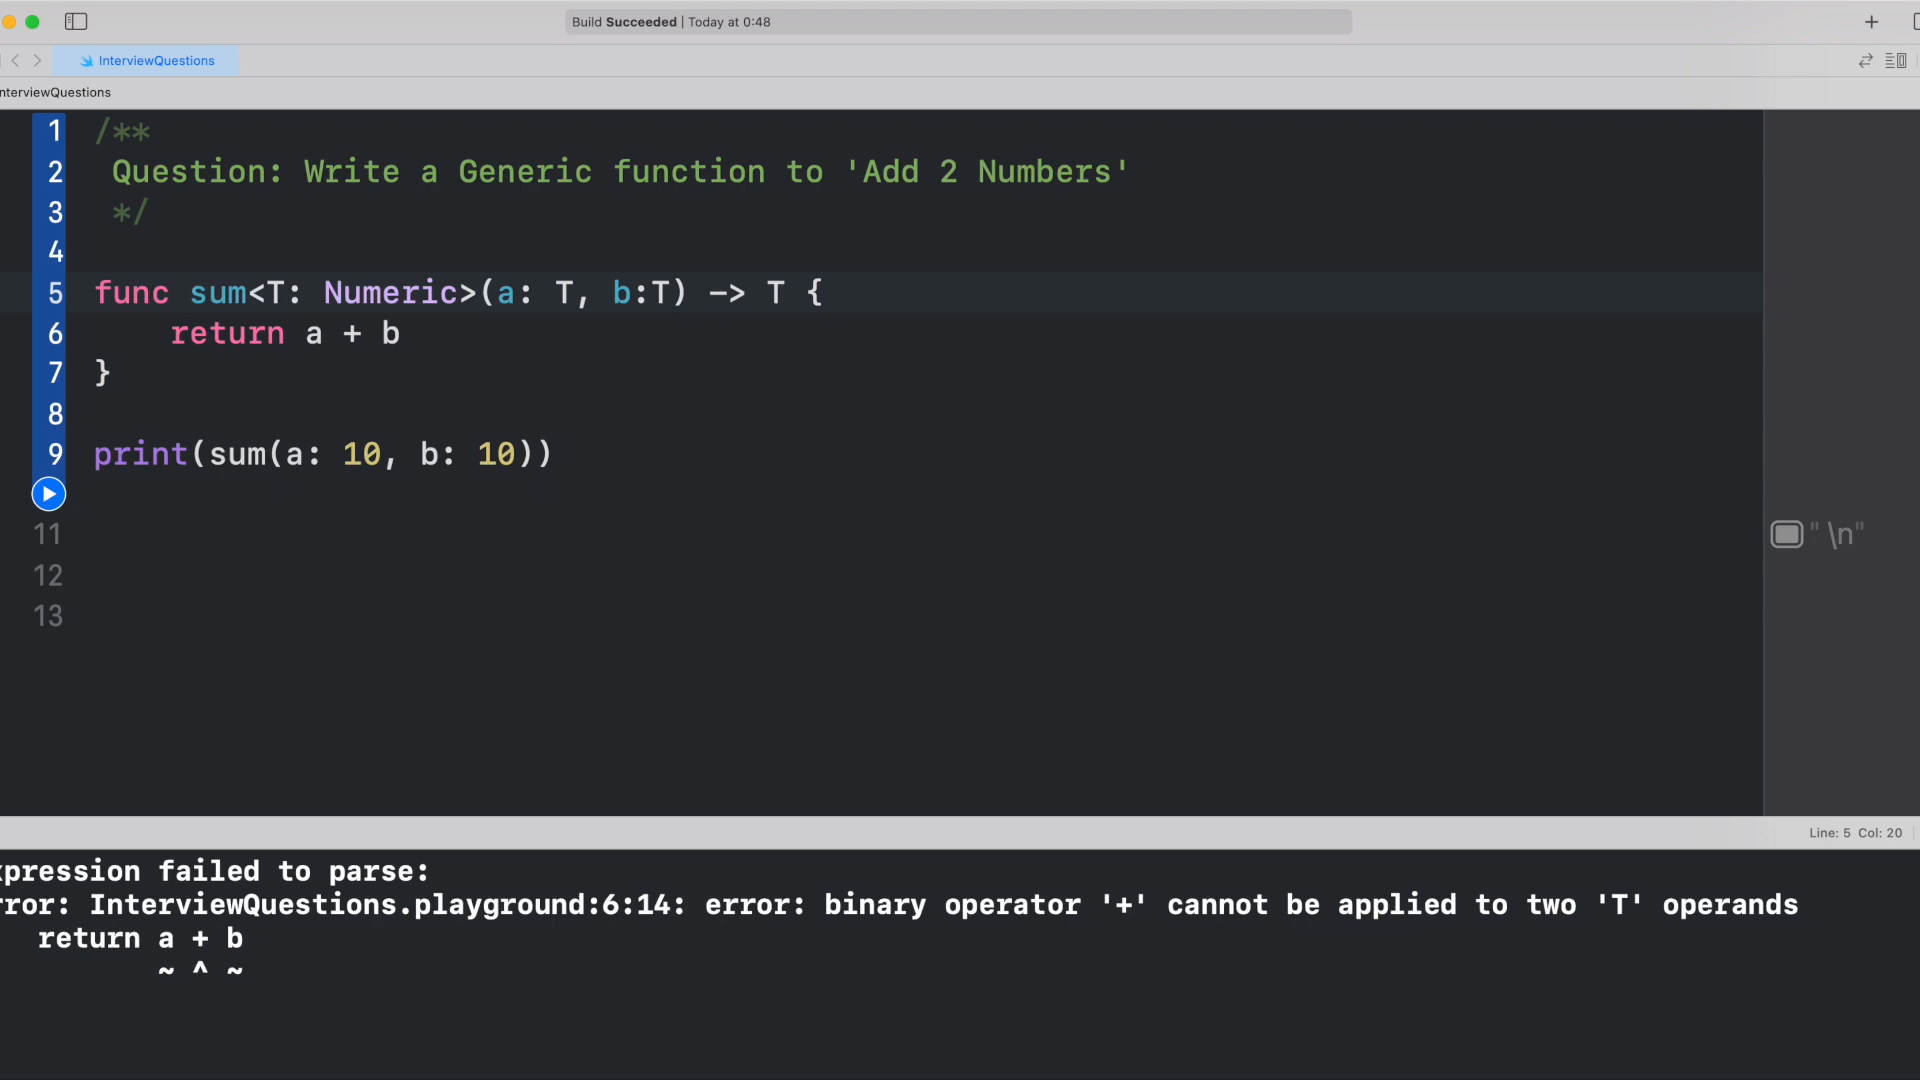 Build Succeeded | Today at 0:48
InterviewQuestions
nterviewQuestions
1 /**
2 Question: Write a Generic function to 'Add 2 Numbers'
3 */
4
5 func sum<T: Numeric>(a: T, b:T) -> T {
6 return a + b
7 }
8
9 print(sum(a: 10, b: 10))
11 "\n"
12
13
Line: 5 Col: 20
xpression failed to parse:
rror: InterviewQuestions.playground:6:14: error: binary operator '+' cannot be applied to two 'T' operands
return a + b
~ ^ ~